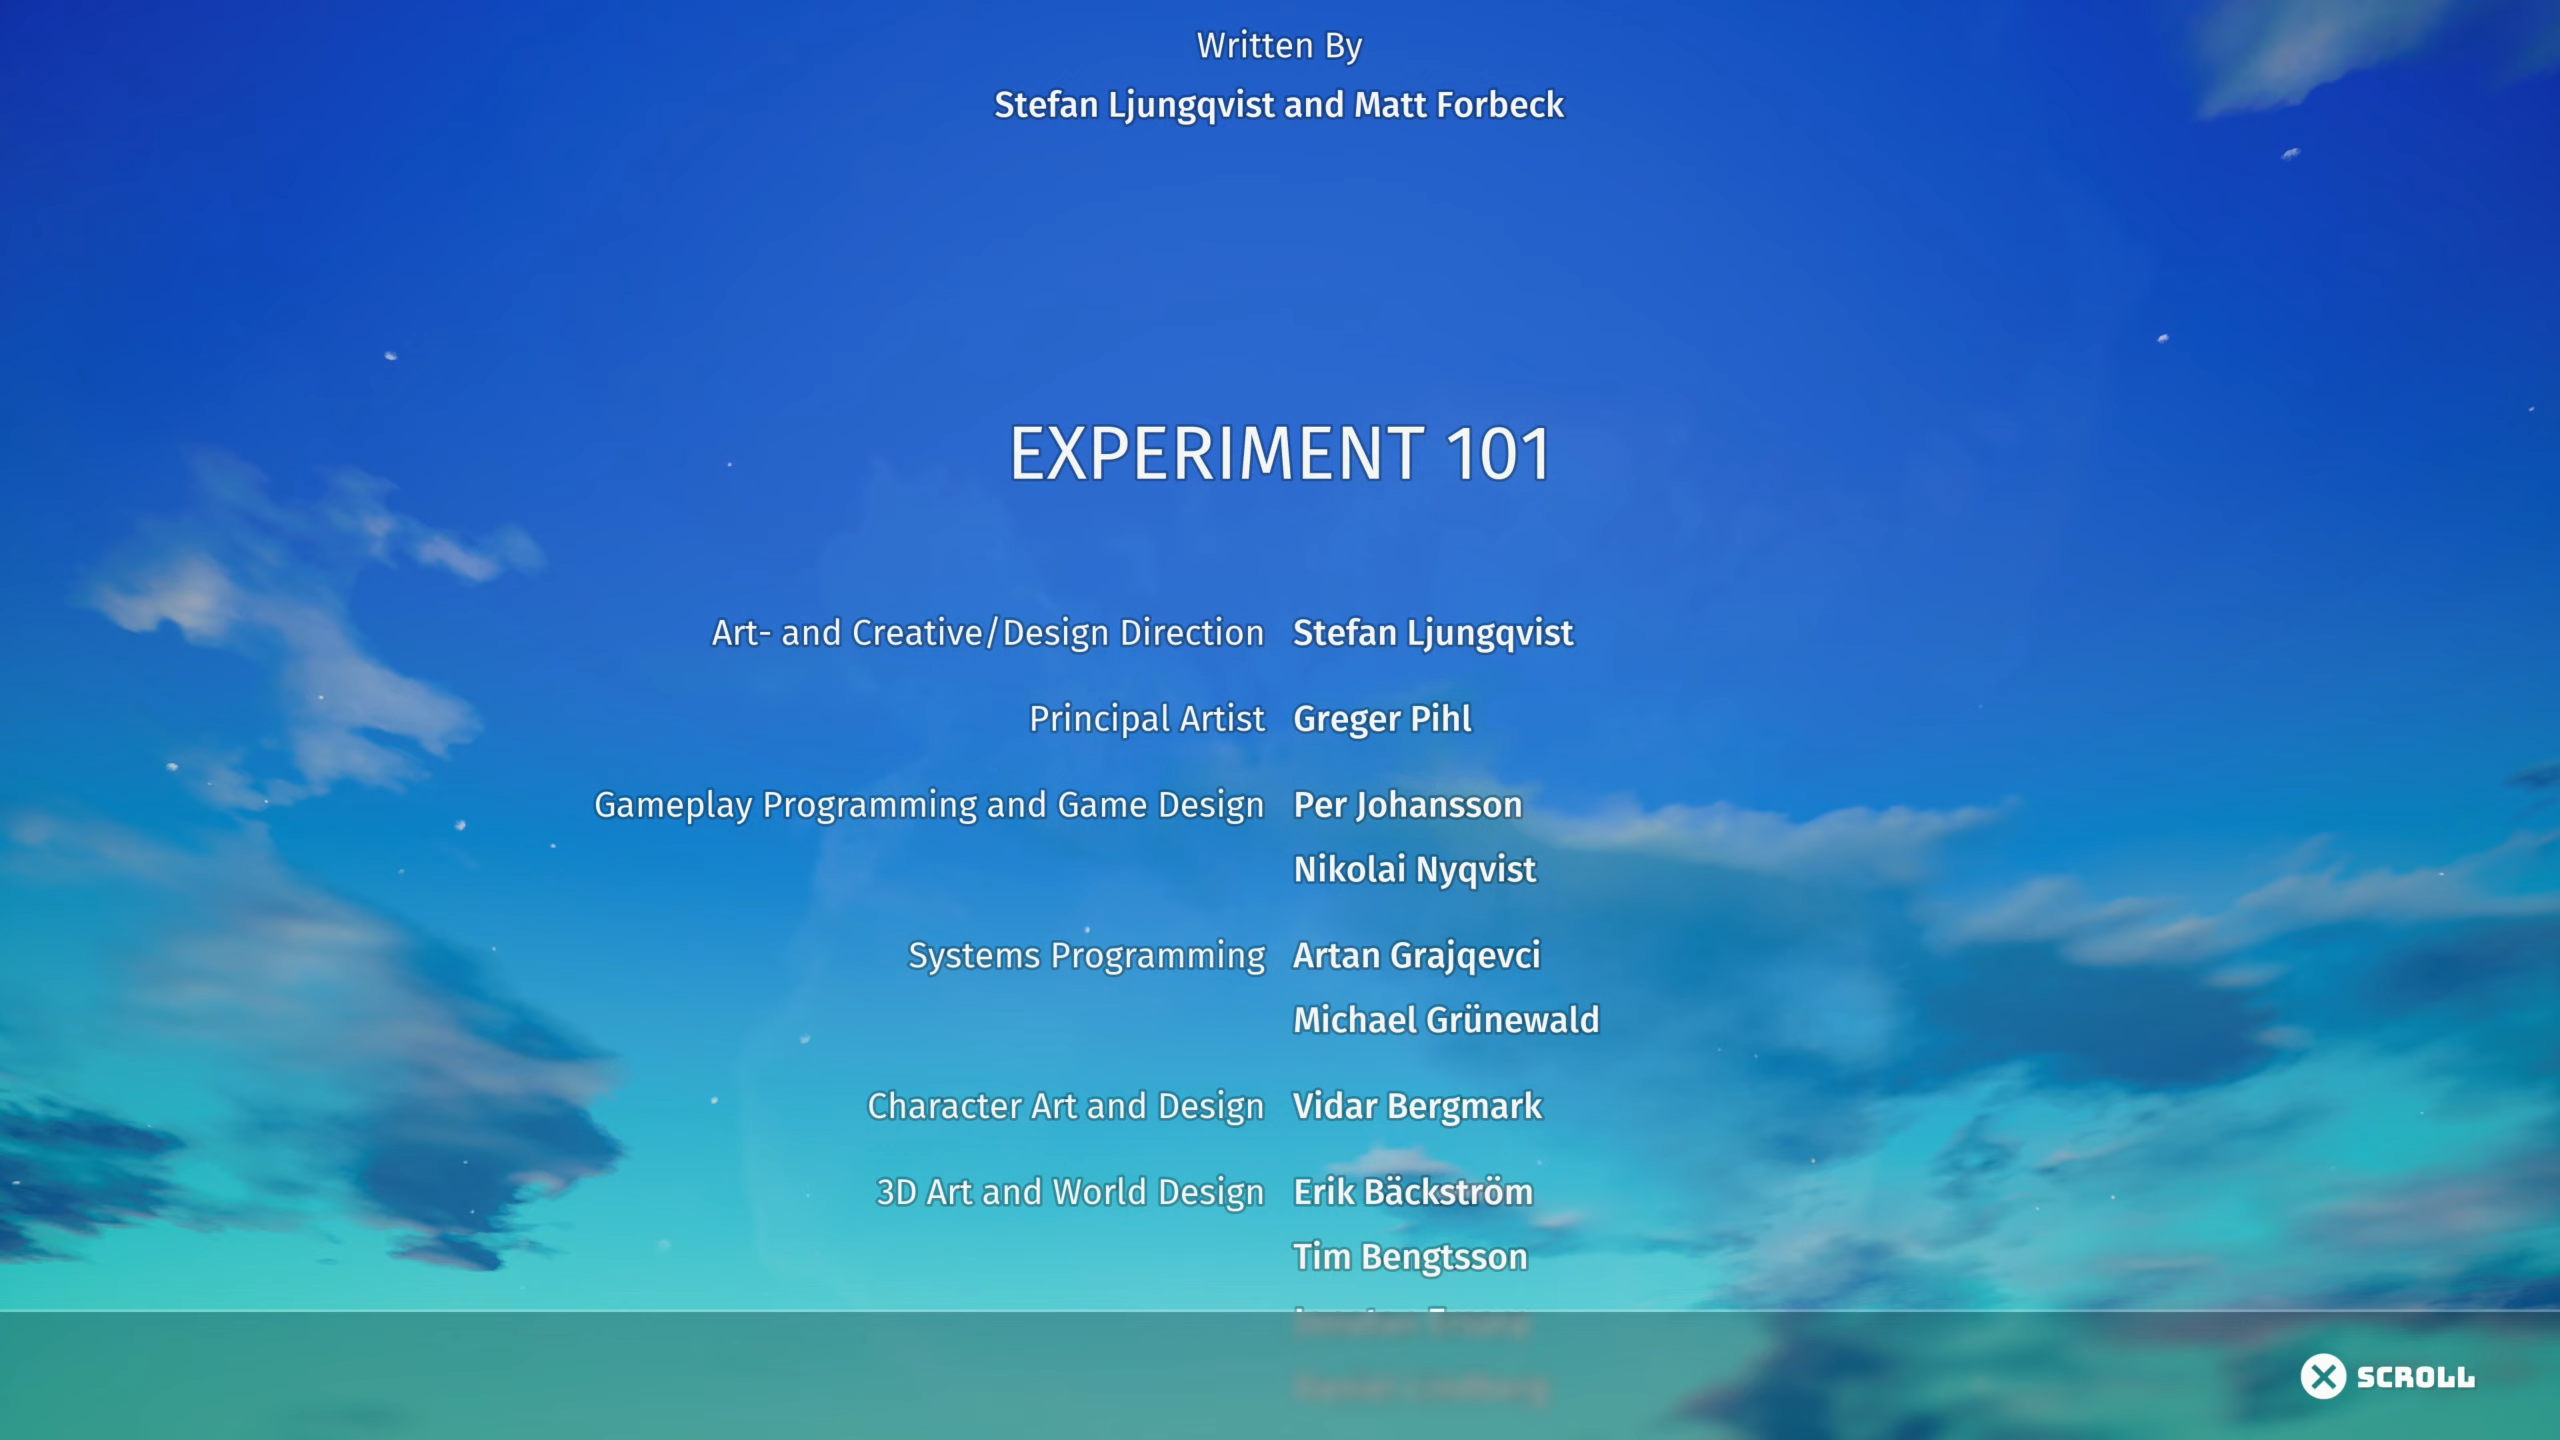 Written By
Stefan Ljungqvist and Matt Forbeck
EXPERIMENT 101
Art- and Creative/Design Direction Stefan Ljungqvist
Principal Artist Greger Pihl
Gameplay Programming and Game Design Per Johansson
Nikolai Nyqvist
Systems Programming Artan Grajqevci
Michael Grünewald
Character Art and Design Vidar Bergmark
3D Art and World Design Erik Bäckström
Tim Bengtsson
SCROLL